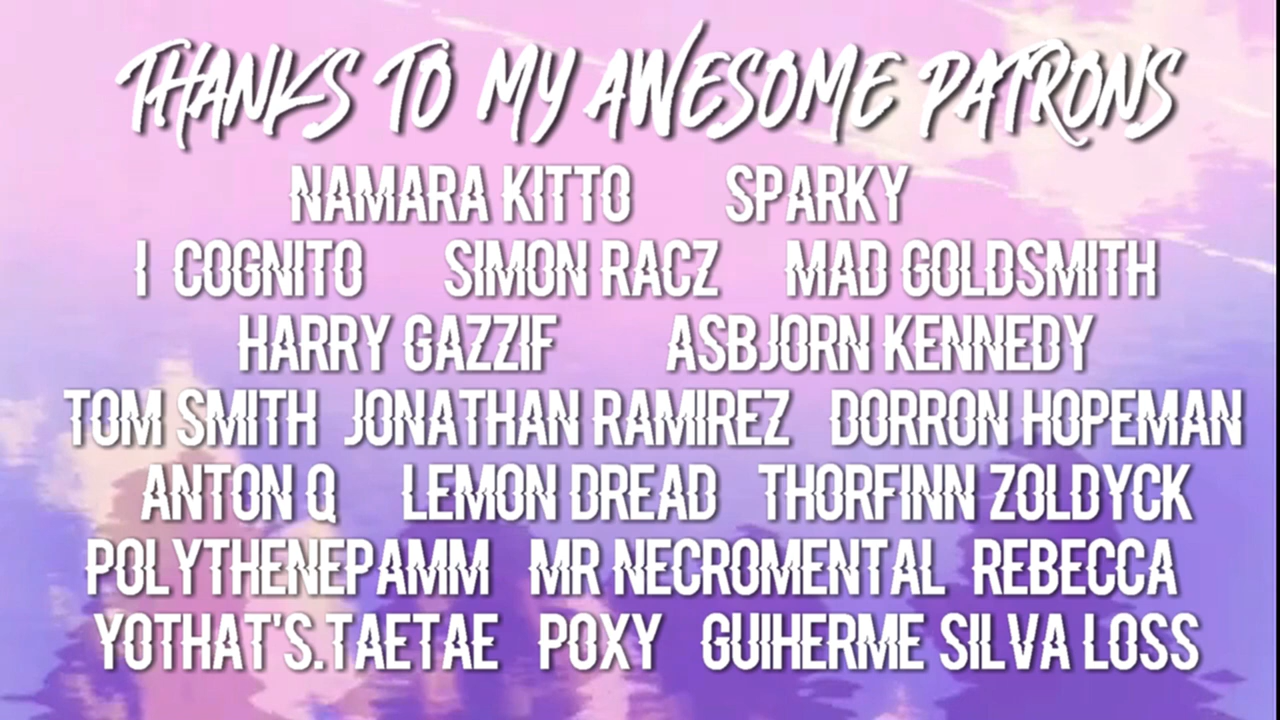 THANKS TO MY AWESOME PATRONS
NAMARA KITTO SPARKY
I COGNITO SIMON RACZ MAD GOLDSMITH
HARRY GAZZIF ASBJORN KENNEDY
TOM SMITH JONATHAN RAMIREZ DORRON HOPEMAN
ANTON Q LEMON DREAD THORFINN ZOLDYCK
POLYTHENEPAMM MR NECROMENTAL REBECCA
YOTHAT'S.TAETAE POXY GUIHERME SILVA LOSS